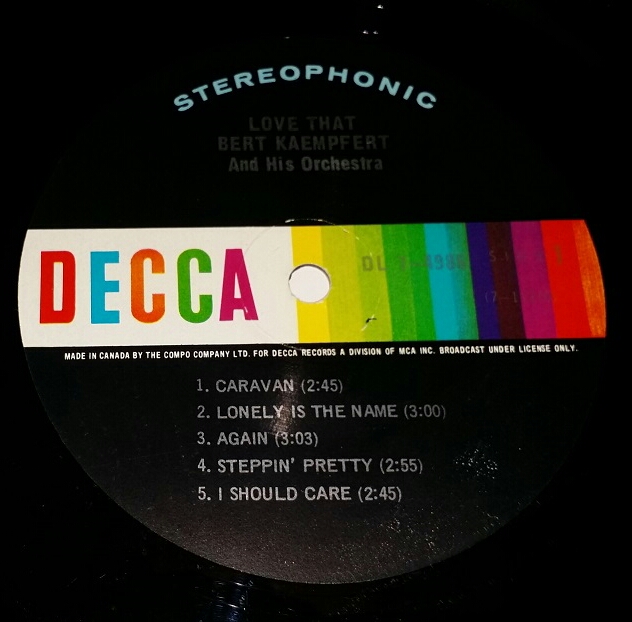 STEREOPHONIC
LOVE THAT
BERT KAEMPFERT
And His Orchestra
DECCA
MADE IN CANADA BY THE COMPO COMPANY LTD. FOR DECCA RECORDS A DIVISION OF MCA INC. BROADCAST UNDER LICENSE ONLY.
1. CARAVAN (2:45)
2. LONELY IS THE NAME (3:00)
3. AGAIN (3:03)
4. STEPPIN' PRETTY (2:55)
5. I SHOULD CARE (2:45)